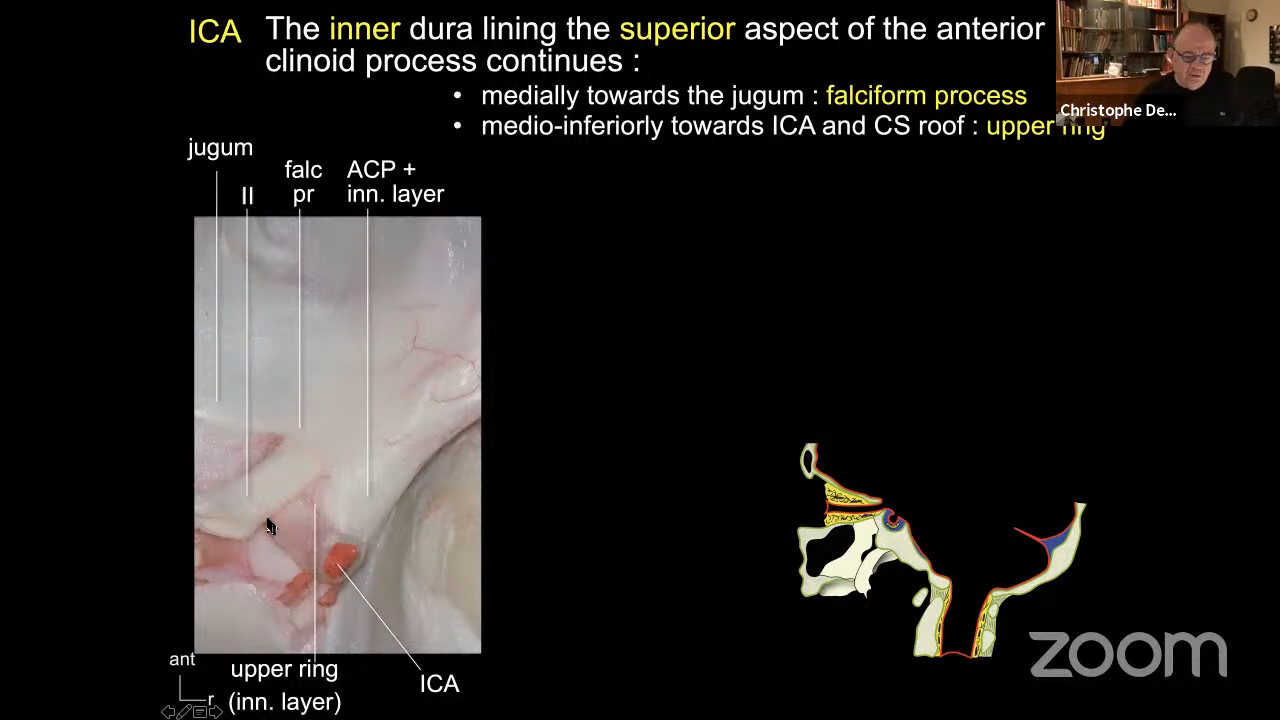 ICA The inner dura lining the superior aspect of the anterior
clinoid process continues :
• medially towards the jugum : falciform process
• medio-inferiorly towards ICA and CS roof : upper ring
Christophe De...
jugum
II
falc
pr
ACP +
inn. layer
ant
r
upper ring
(inn. layer)
ICA
zoom